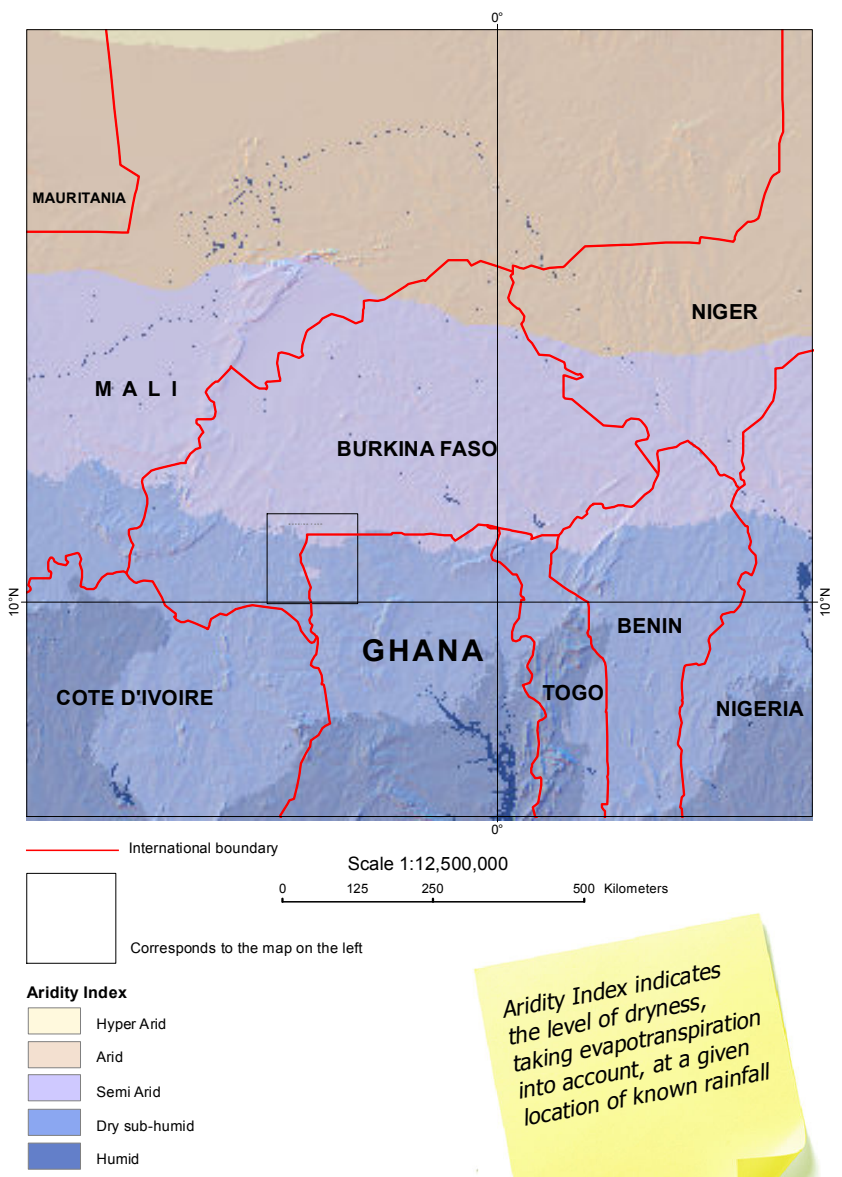 0°
MAURITANIA
NIGER
M A L I
BURKINA FASO
10°N
10°N
BENIN
GHANA
COTE D'IVOIRE
TOGO
NIGERIA
0°
International boundary
Scale 1:12,500,000
0 125 250 500 Kilometers
Corresponds to the map on the left
Aridity Index
Hyper Arid
Arid
Semi Arid
Dry sub-humid
Humid
Aridity Index indicates
the level of dryness,
taking evapotranspiration
into account, at a given
location of known rainfall